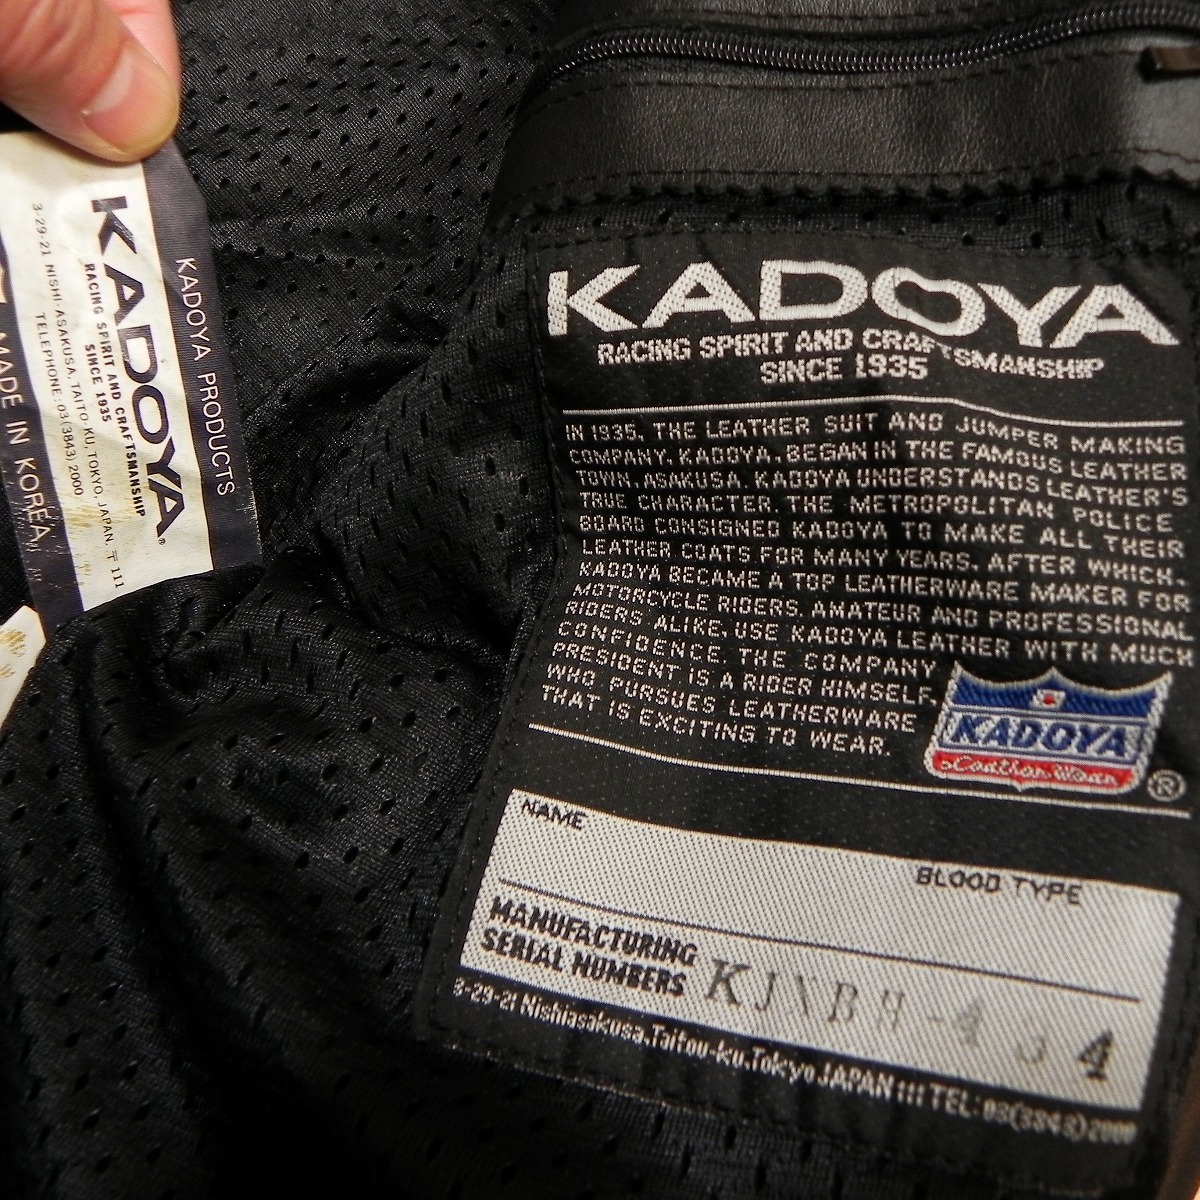 KADOYA PRODUCTS
KADOYA®
RACING SPIRIT AND CRAFTSMANSHIP
SINCE 1935
3-29-21 NISHI-ASAKUSA, TAITO-KU, TOKYO, JAPAN. 〒 111
TELEPHONE: 03 (3843) 2000
MADE IN KOREA
KADOYA
RACING SPIRIT AND CRAFTSMANSHIP
SINCE 1935
IN 1935, THE LEATHER SUIT AND JUMPER MAKING
COMPANY, KADOYA, BEGAN IN THE FAMOUS LEATHER
TOWN, ASAKUSA. KADOYA UNDERSTANDS LEATHER'S
TRUE CHARACTER. THE METROPOLITAN POLICE
BOARD CONSIGNED KADOYA TO MAKE ALL THEIR
LEATHER COATS FOR MANY YEARS. AFTER WHICH,
KADOYA BECAME A TOP LEATHERWARE MAKER FOR
MOTORCYCLE RIDERS. AMATEUR AND PROFESSIONAL
RIDERS ALIKE, USE KADOYA LEATHER WITH MUCH
CONFIDENCE. THE COMPANY
PRESIDENT IS A RIDER HIMSELF,
WHO PURSUES LEATHERWARE
THAT IS EXCITING TO WEAR.
KADOYA
Leather Wear
®
NAME
BLOOD TYPE
MANUFACTURING
SERIAL NUMBERS
3-29-21 Nishiasakusa, Taitou-ku, Tokyo JAPAN 111 TEL: 03(3843)2000